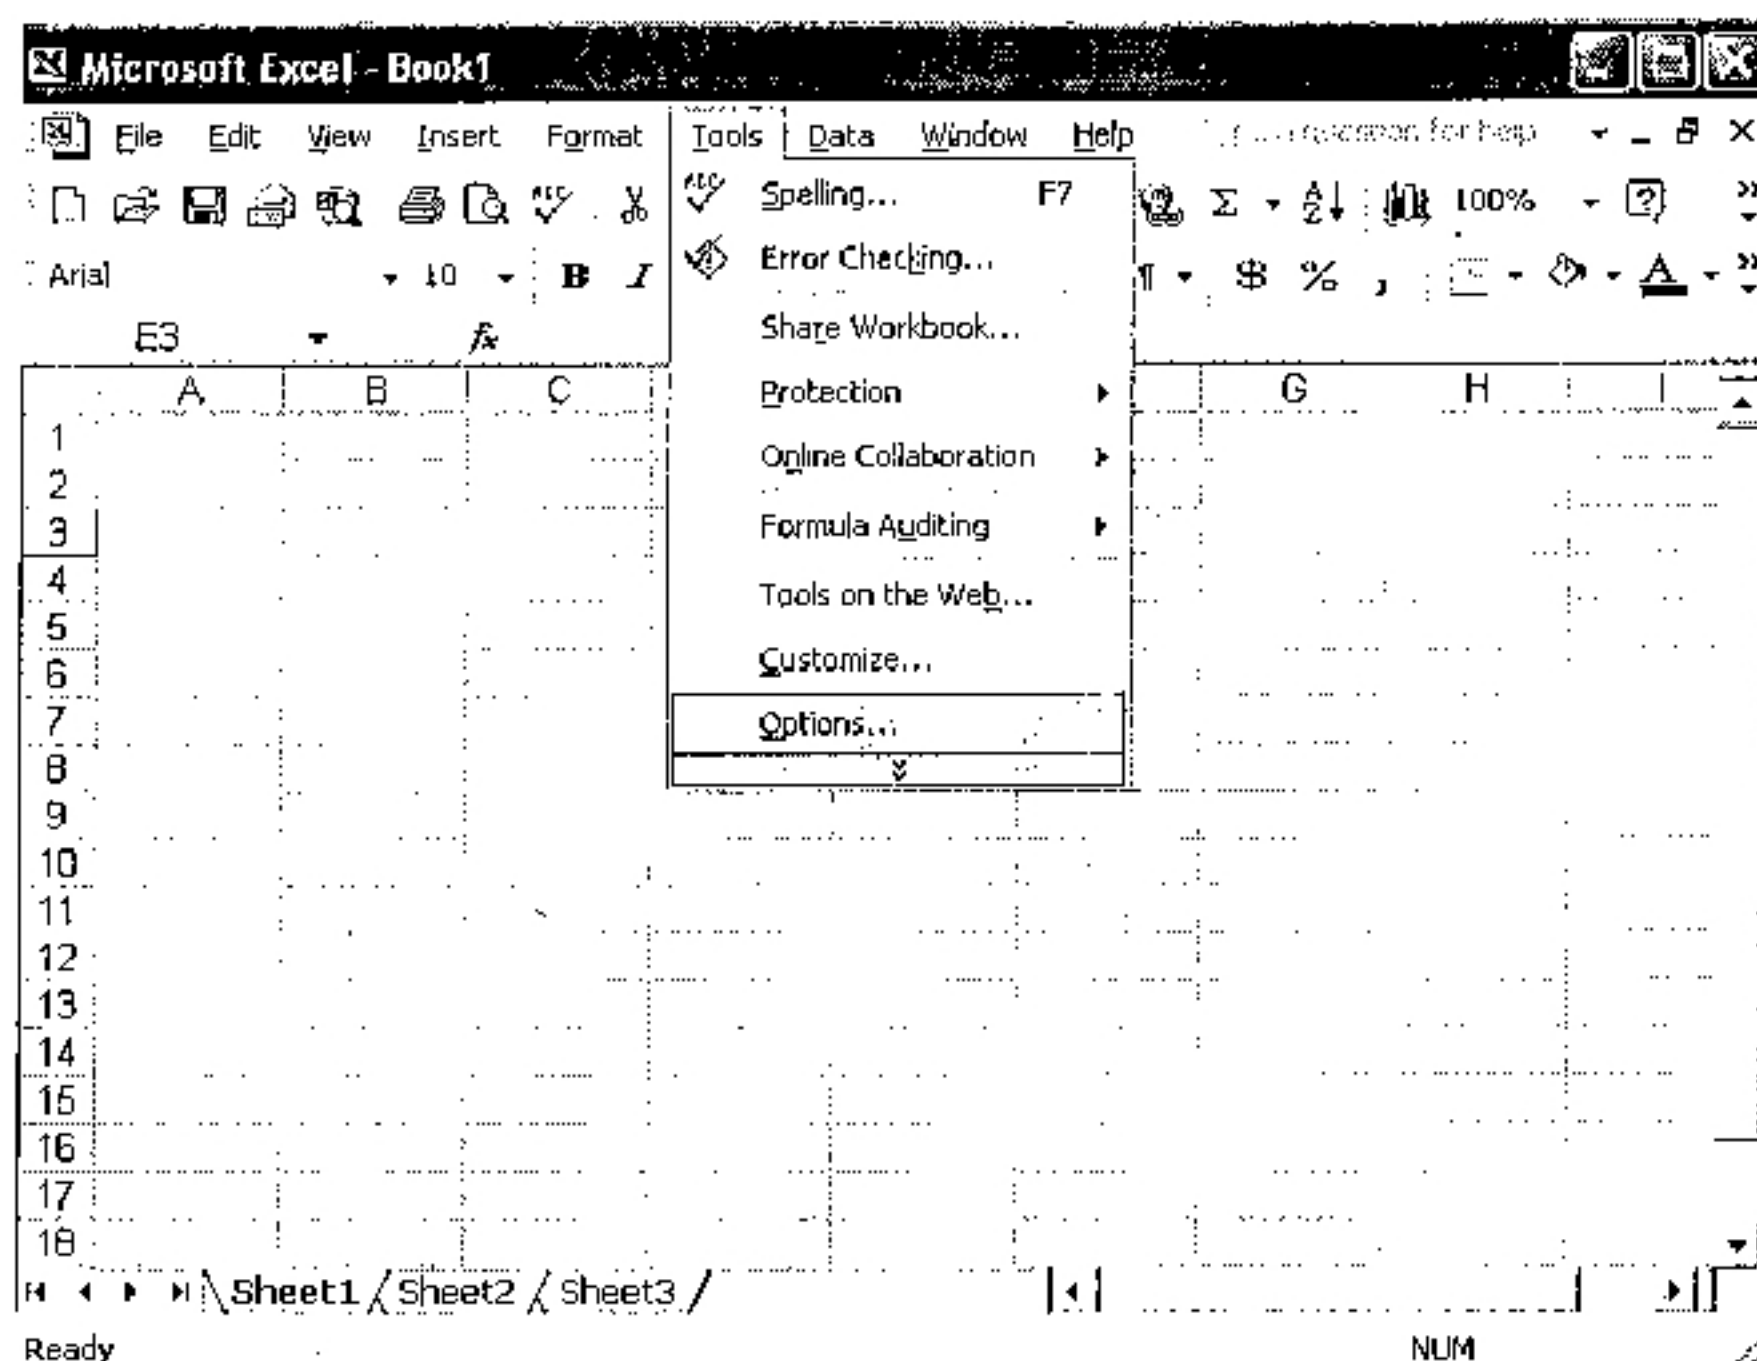 Microsoft Excel - Book1
File Edit View Insert Format Tools Data Window Help for help
100%
Arial 10 B I $ % , A
E3 fx
A B C G H I
Spelling... F7
Error Checking...
Share Workbook...
Protection
Online Collaboration
Formula Auditing
Tools on the Web...
Customize...
Options...
1
2
3
4
5
6
7
8
9
10
11
12
13
14
15
16
17
18
Sheet1 Sheet2 Sheet3
Ready NUM